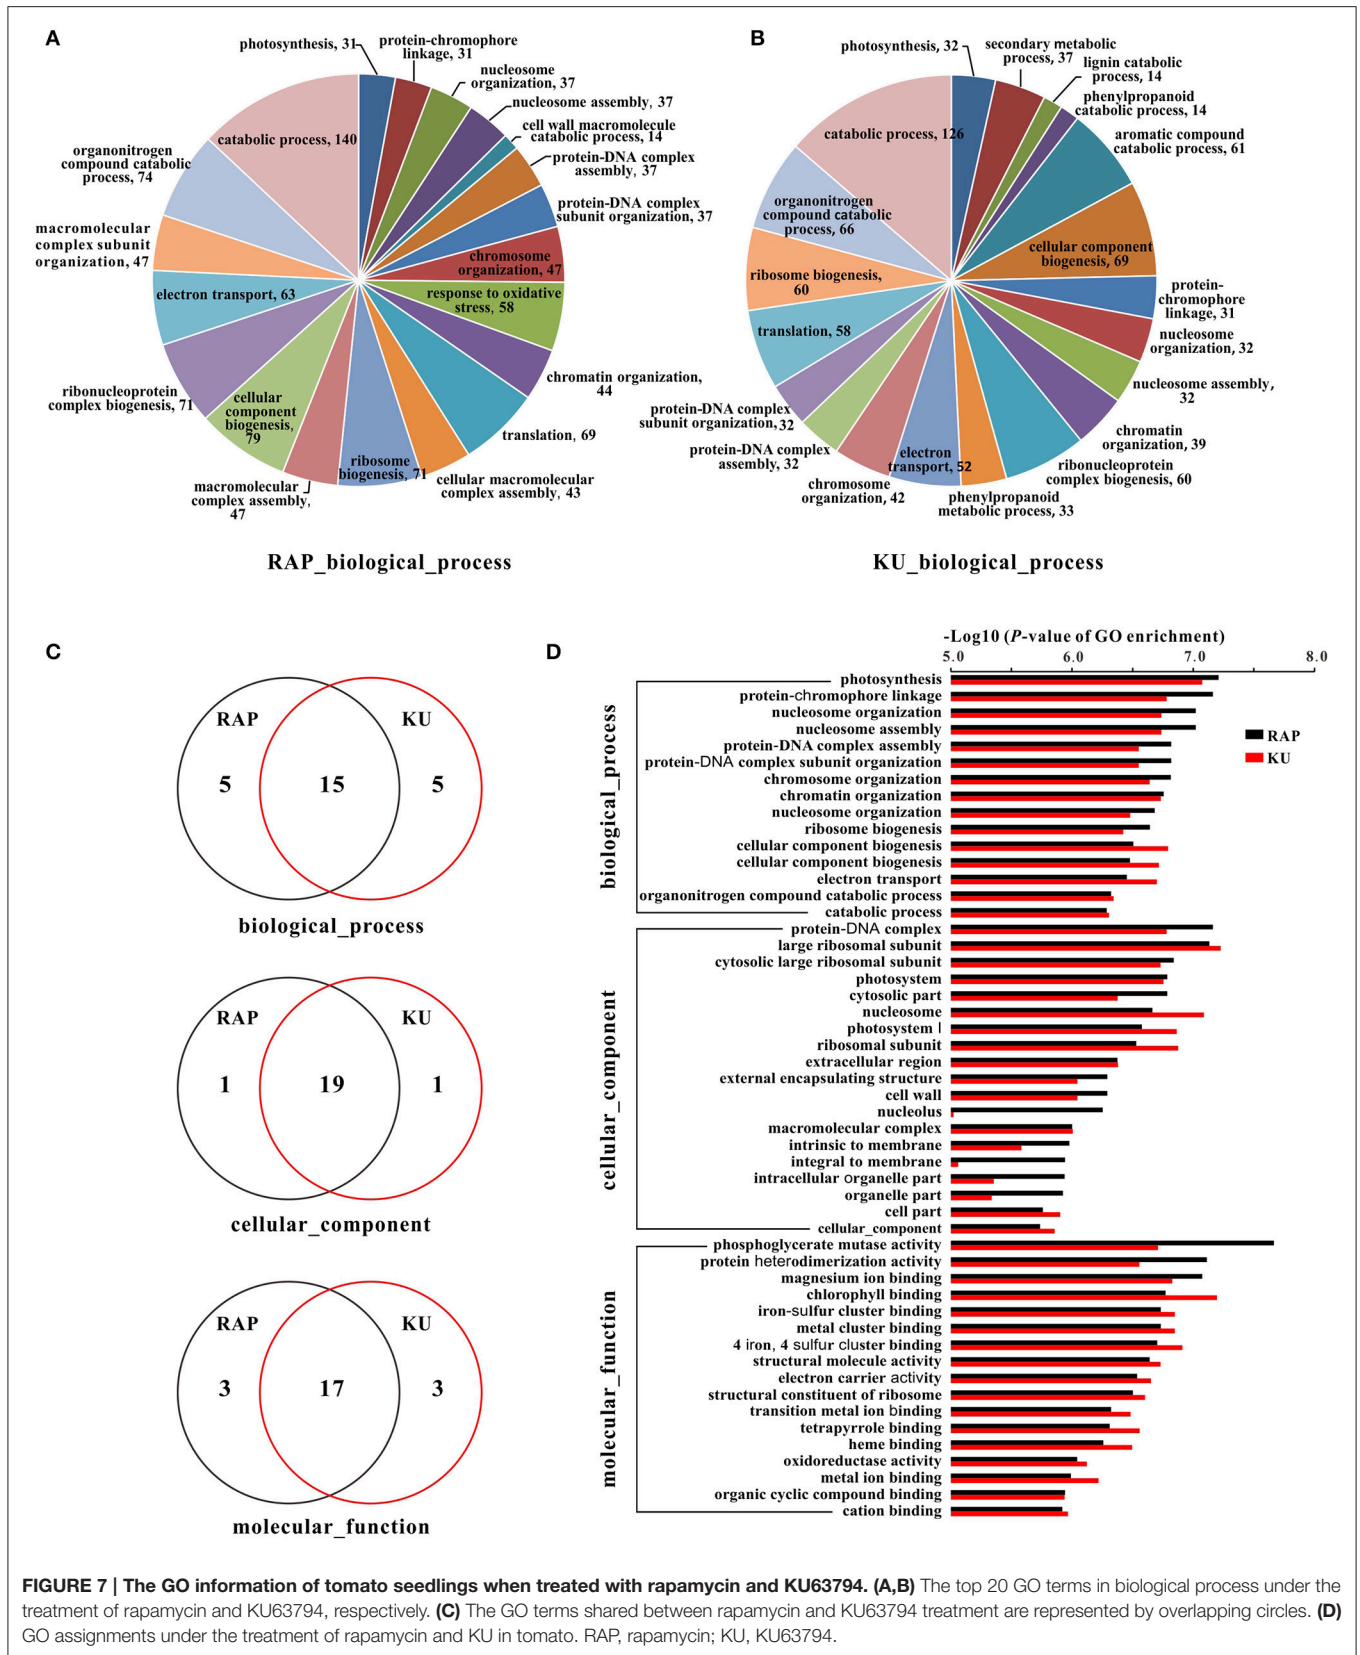 A
photosynthesis, 31
protein-chromophore
linkage, 31
nucleosome
organization, 37
nucleosome assembly, 37
cell wall macromolecule
catabolic process, 14
protein-DNA complex
assembly, 37
protein-DNA complex
subunit organization, 37
chromosome
organization, 47
response to oxidative
stress, 58
chromatin organization,
44
translation, 69
cellular macromolecular
complex assembly, 43
ribosome
biogenesis, 71
macromolecular
complex assembly,
47
cellular
component
biogenesis,
79
ribonucleoprotein
complex biogenesis, 71
electron transport, 63
macromolecular
complex subunit
organization, 47
organonitrogen
compound catabolic
process, 74
catabolic process, 140
RAP_biological_process
B
photosynthesis, 32
secondary metabolic
process, 37
lignin catabolic
process, 14
phenylpropanoid
catabolic process, 14
aromatic compound
catabolic process, 61
cellular component
biogenesis, 69
protein-
chromophore
linkage, 31
nucleosome
organization, 32
nucleosome assembly,
32
chromatin
organization, 39
ribonucleoprotein
complex biogenesis, 60
phenylpropanoid
metabolic process, 33
electron
transport, 52
chromosome
organization, 42
protein-DNA complex
assembly, 32
protein-DNA complex
subunit organization, 32
translation, 58
ribosome biogenesis,
60
organonitrogen
compound catabolic
process, 66
catabolic process, 126
KU_biological_process
C
RAP KU
5 15 5
biological_process
RAP KU
1 19 1
cellular_component
RAP KU
3 17 3
molecular_function
D
-Log10 (P-value of GO enrichment)
5.0 6.0 7.0 8.0
RAP
KU
biological_process
photosynthesis
protein-chromophore linkage
nucleosome organization
nucleosome assembly
protein-DNA complex assembly
protein-DNA complex subunit organization
chromosome organization
chromatin organization
nucleosome organization
ribosome biogenesis
cellular component biogenesis
cellular component biogenesis
electron transport
organonitrogen compound catabolic process
catabolic process
cellular_component
protein-DNA complex
large ribosomal subunit
cytosolic large ribosomal subunit
photosystem
cytosolic part
nucleosome
photosystem I
ribosomal subunit
extracellular region
external encapsulating structure
cell wall
nucleolus
macromolecular complex
intrinsic to membrane
integral to membrane
intracellular organelle part
organelle part
cell part
cellular_component
molecular_function
phosphoglycerate mutase activity
protein heterodimerization activity
magnesium ion binding
chlorophyll binding
iron-sulfur cluster binding
metal cluster binding
4 iron, 4 sulfur cluster binding
structural molecule activity
electron carrier activity
structural constituent of ribosome
transition metal ion binding
tetrapyrrole binding
heme binding
oxidoreductase activity
metal ion binding
organic cyclic compound binding
cation binding
FIGURE 7 | The GO information of tomato seedlings when treated with rapamycin and KU63794. (A,B) The top 20 GO terms in biological process under the
treatment of rapamycin and KU63794, respectively. (C) The GO terms shared between rapamycin and KU63794 treatment are represented by overlapping circles. (D)
GO assignments under the treatment of rapamycin and KU in tomato. RAP, rapamycin; KU, KU63794.